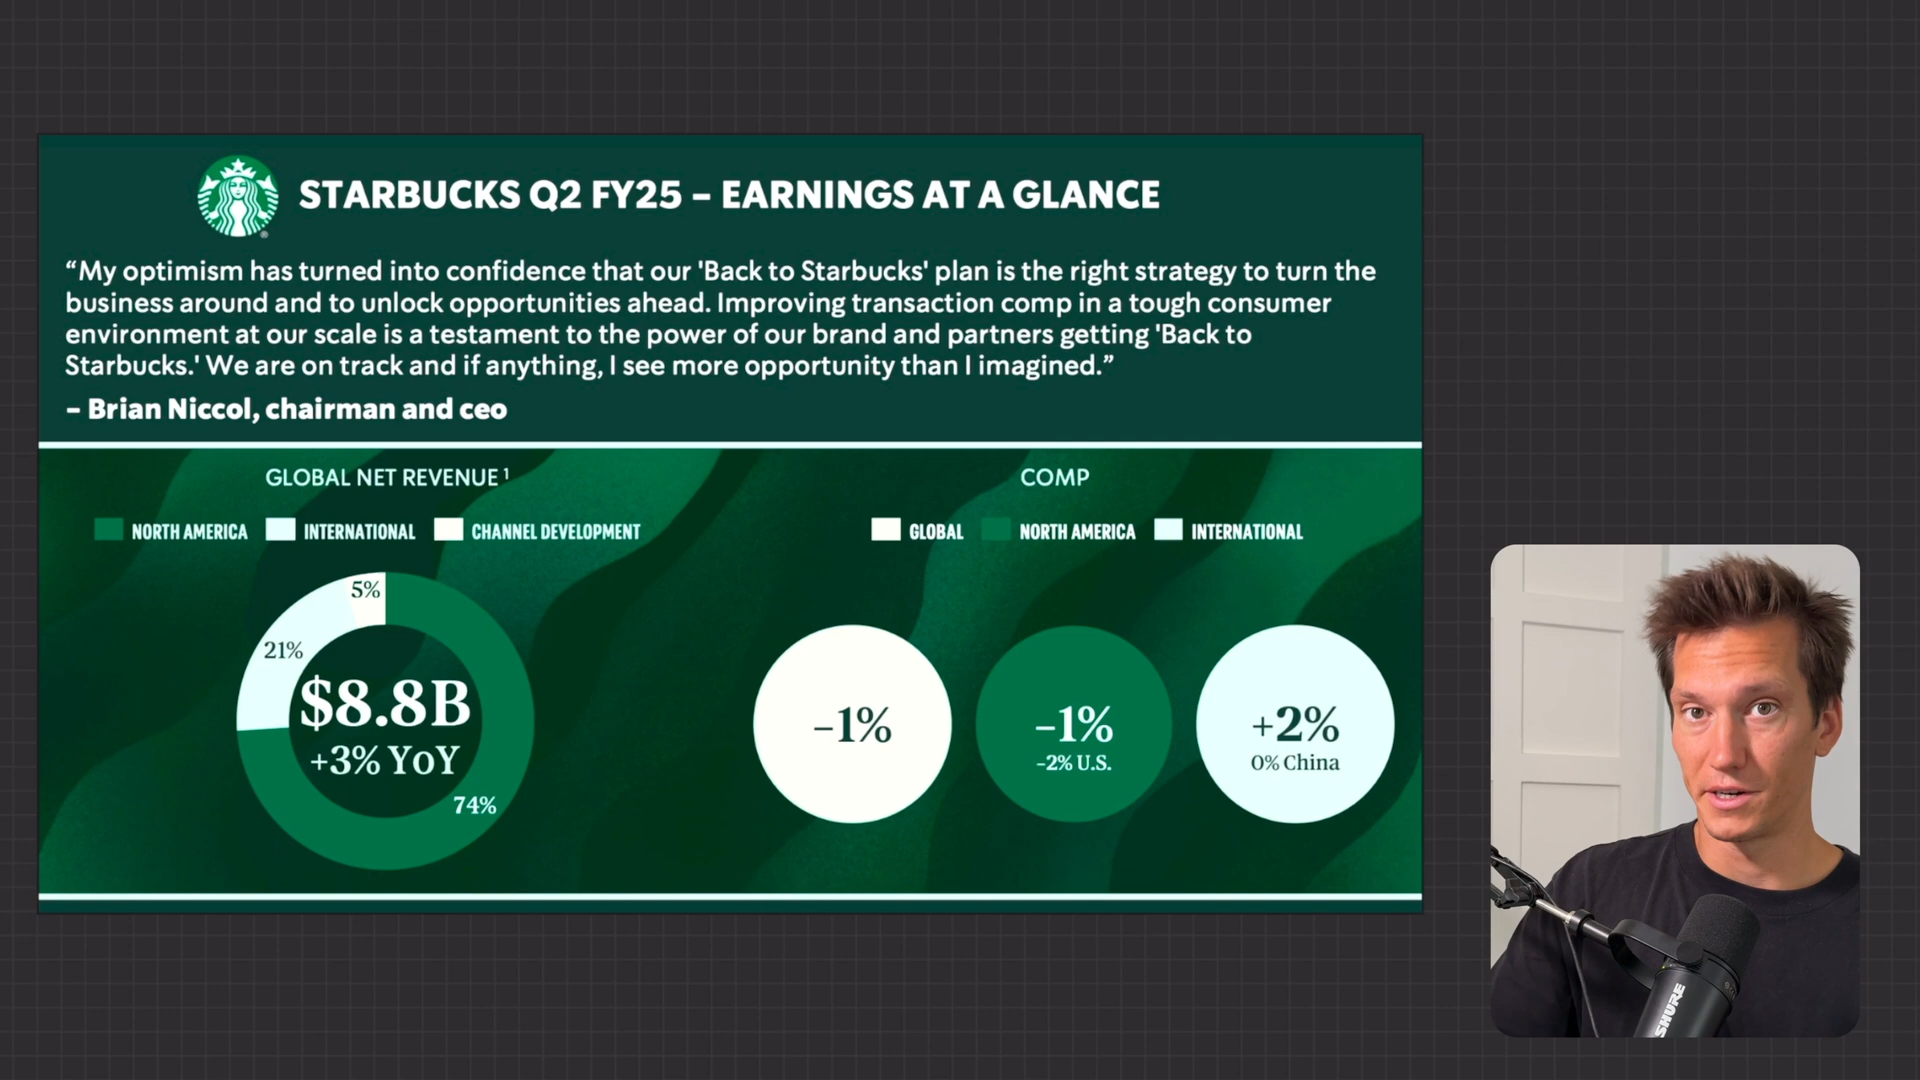 STARBUCKS Q2 FY25 – EARNINGS AT A GLANCE
“My optimism has turned into confidence that our 'Back to Starbucks' plan is the right strategy to turn the
business around and to unlock opportunities ahead. Improving transaction comp in a tough consumer
environment at our scale is a testament to the power of our brand and partners getting 'Back to
Starbucks.' We are on track and if anything, I see more opportunity than I imagined.”
– Brian Niccol, chairman and ceo
GLOBAL NET REVENUE ¹
NORTH AMERICA INTERNATIONAL CHANNEL DEVELOPMENT
5%
21%
$8.8B
+3% YoY
74%
COMP
GLOBAL NORTH AMERICA INTERNATIONAL
–1%
–1%
-2% U.S.
+2%
0% China
SHURE